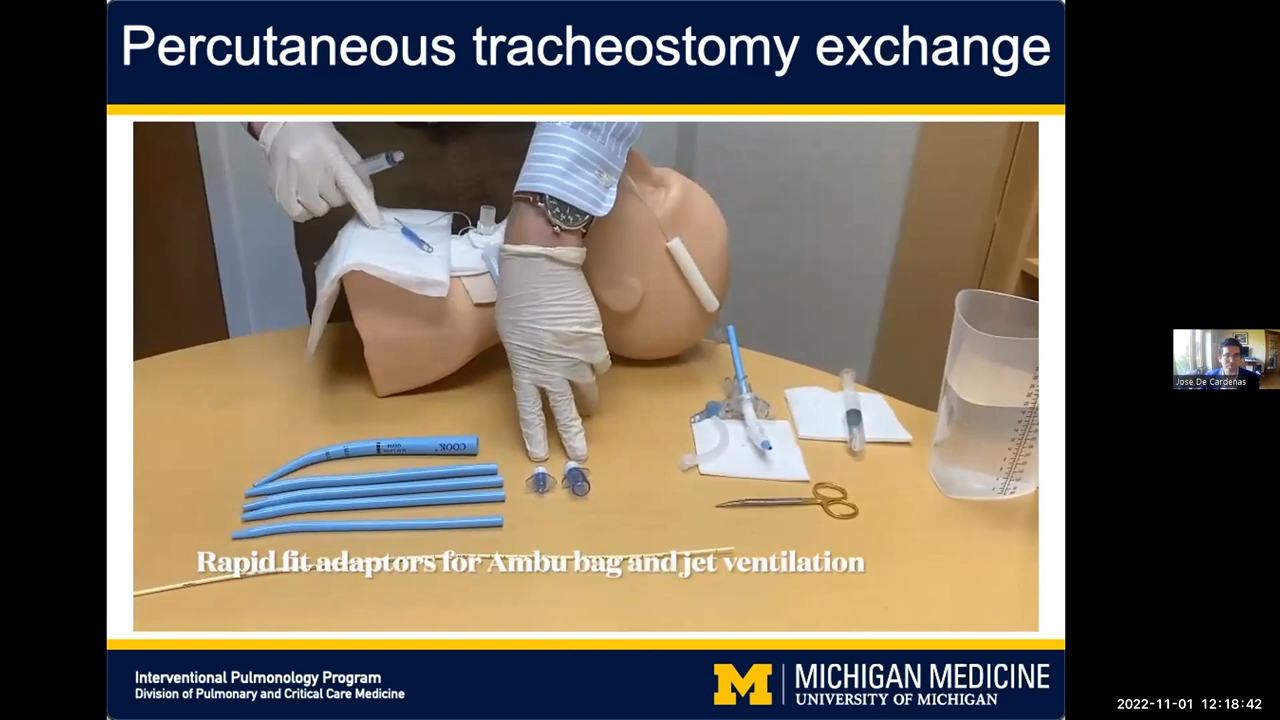 Percutaneous tracheostomy exchange
COOK
Rapid fit adaptors for Ambu bag and jet ventilation
Jose De Cardenas
Interventional Pulmonology Program
Division of Pulmonary and Critical Care Medicine
M
MICHIGAN MEDICINE
UNIVERSITY OF MICHIGAN
2022-11-01 12:18:42